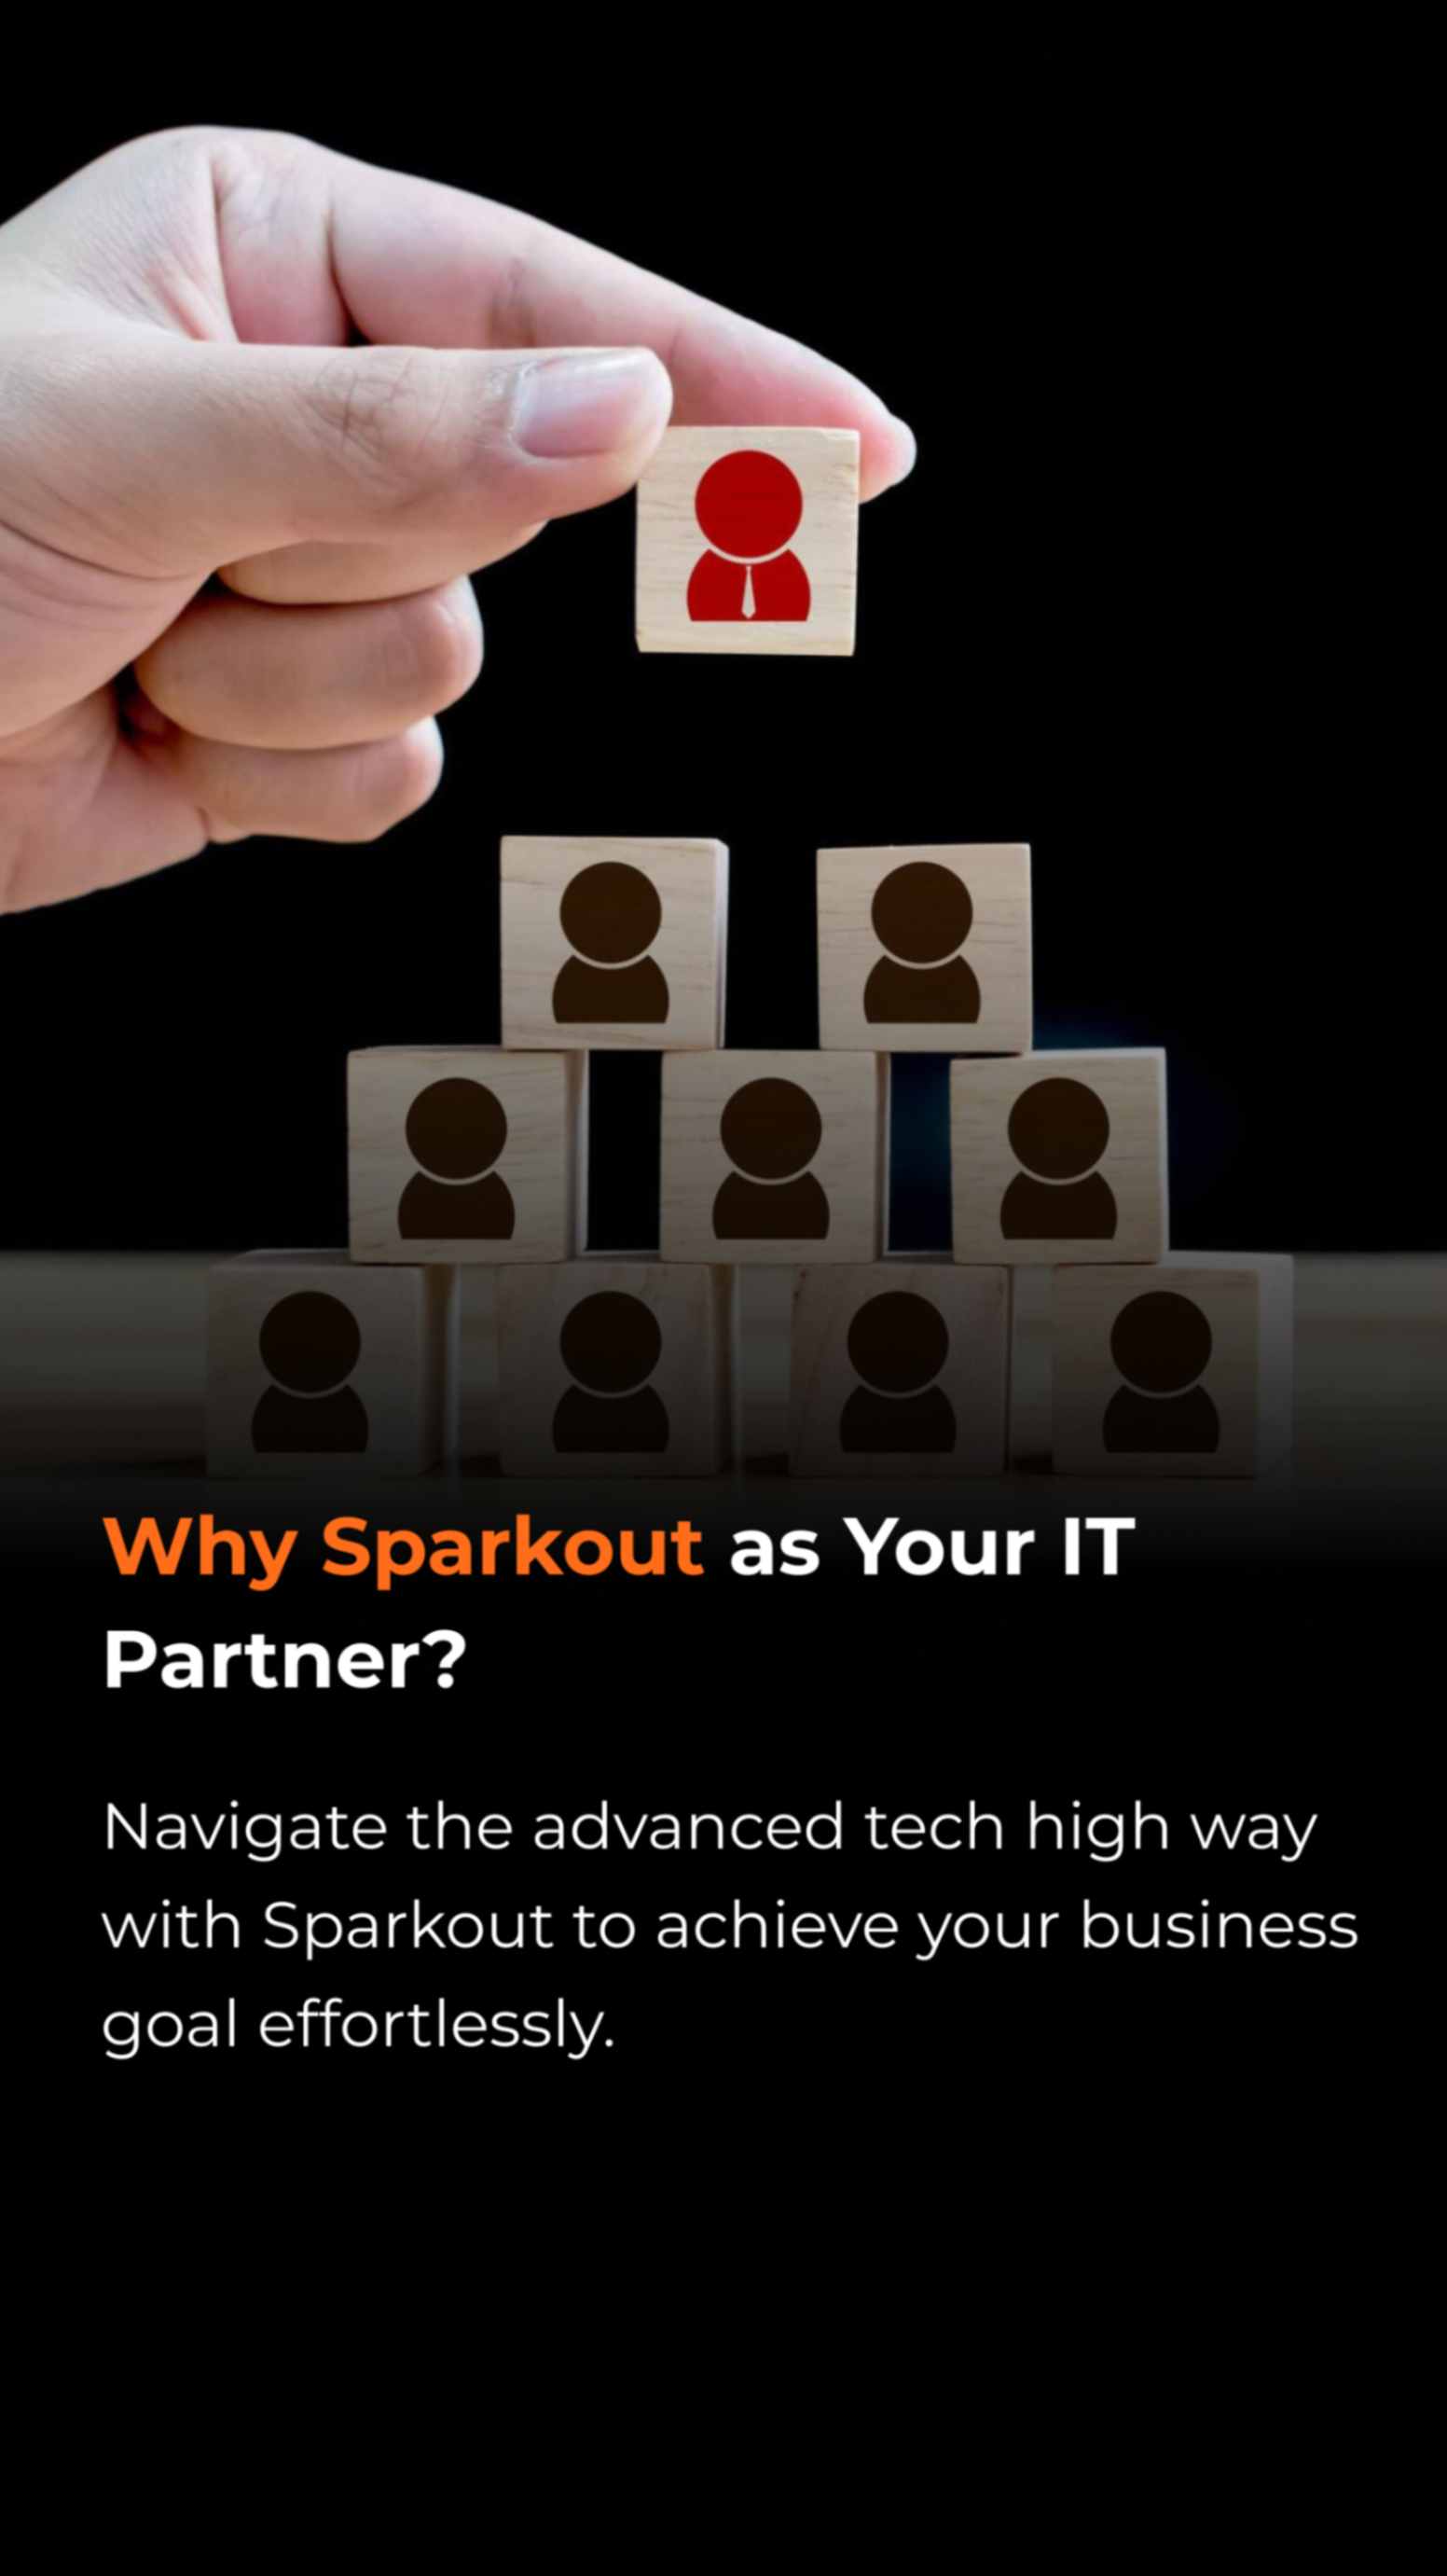 Why Sparkout as Your IT
Partner?
Navigate the advanced tech high way
with Sparkout to achieve your business
goal effortlessly.